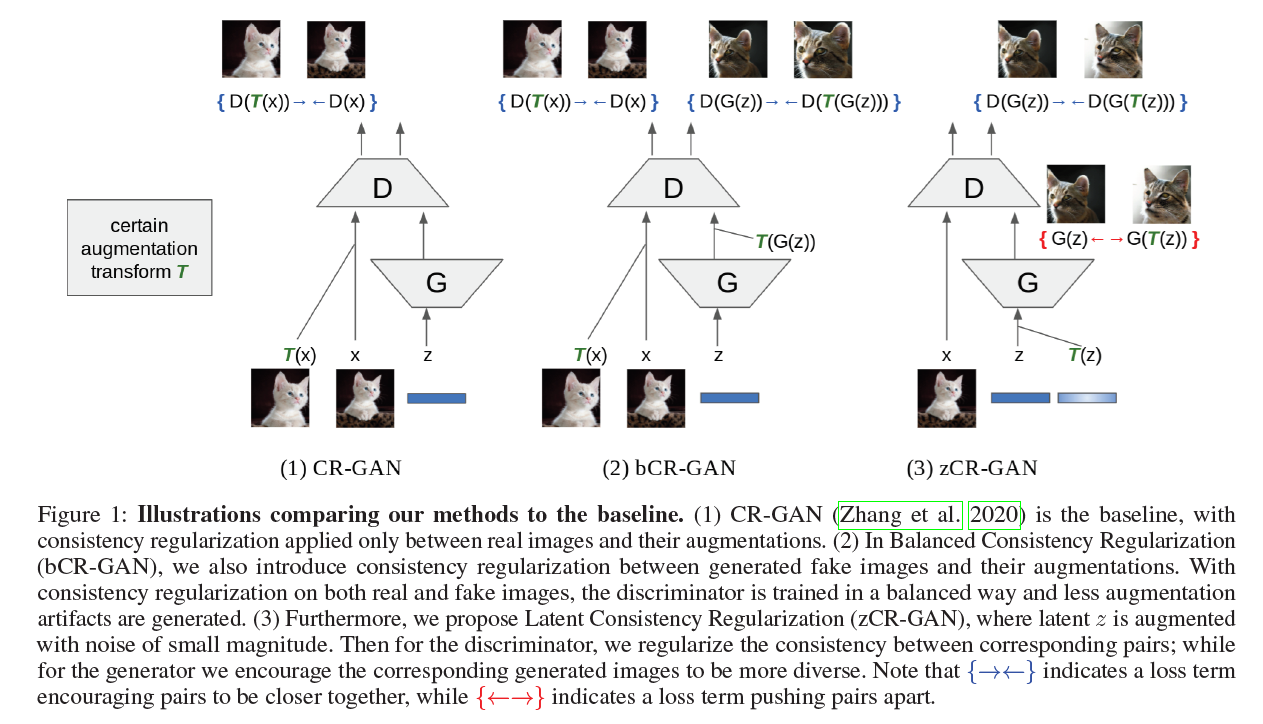 { D(T(x))→ ←D(x) }
{ D(T(x))→ ←D(x) }
{ D(G(z))→ ←D(T(G(z))) }
{ D(G(z))→ ←D(G(T(z))) }
D
D
D
certain
augmentation
transform T
T(G(z))
{ G(z)← →G(T(z)) }
G
G
G
T(x)
x
z
T(x)
x
z
x
z
T(z)
(1) CR-GAN
(2) bCR-GAN
(3) zCR-GAN
Figure 1: Illustrations comparing our methods to the baseline. (1) CR-GAN (Zhang et al. 2020) is the baseline, with
consistency regularization applied only between real images and their augmentations. (2) In Balanced Consistency Regularization
(bCR-GAN), we also introduce consistency regularization between generated fake images and their augmentations. With
consistency regularization on both real and fake images, the discriminator is trained in a balanced way and less augmentation
artifacts are generated. (3) Furthermore, we propose Latent Consistency Regularization (zCR-GAN), where latent z is augmented
with noise of small magnitude. Then for the discriminator, we regularize the consistency between corresponding pairs; while
for the generator we encourage the corresponding generated images to be more diverse. Note that {→←} indicates a loss term
encouraging pairs to be closer together, while {←→} indicates a loss term pushing pairs apart.